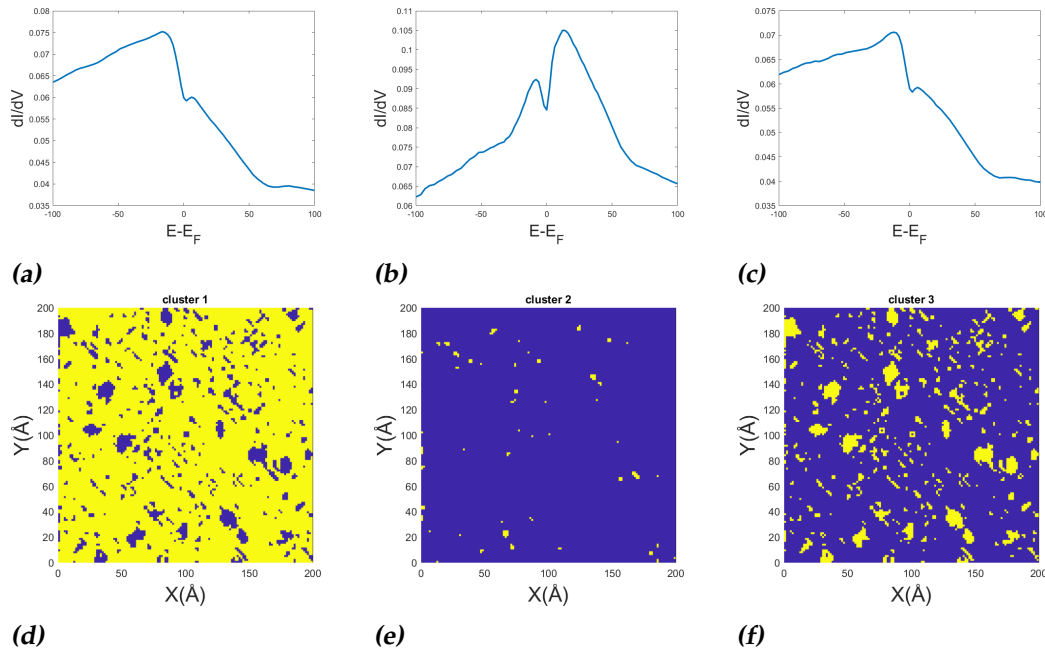 0.08
0.075
0.07
0.065
0.06
0.055
0.05
0.045
0.04
0.035
dI/dV
-100 -50 0 50 100
E-E_F
(a)
0.11
0.105
0.1
0.095
0.09
0.085
0.08
0.075
0.07
0.065
0.06
dI/dV
-100 -50 0 50 100
E-E_F
(b)
0.075
0.07
0.065
0.06
0.055
0.05
0.045
0.04
0.035
dI/dV
-100 -50 0 50 100
E-E_F
(c)
cluster 1
200
180
160
140
120
100
80
60
40
20
0
Y(Å)
0 50 100 150 200
X(Å)
(d)
cluster 2
200
180
160
140
120
100
80
60
40
20
0
Y(Å)
0 50 100 150 200
X(Å)
(e)
cluster 3
200
180
160
140
120
100
80
60
40
20
0
Y(Å)
0 50 100 150 200
X(Å)
(f)